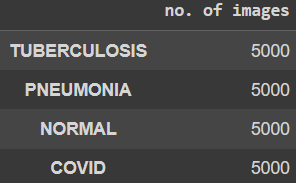 no. of images
TUBERCULOSIS 5000
PNEUMONIA 5000
NORMAL 5000
COVID 5000